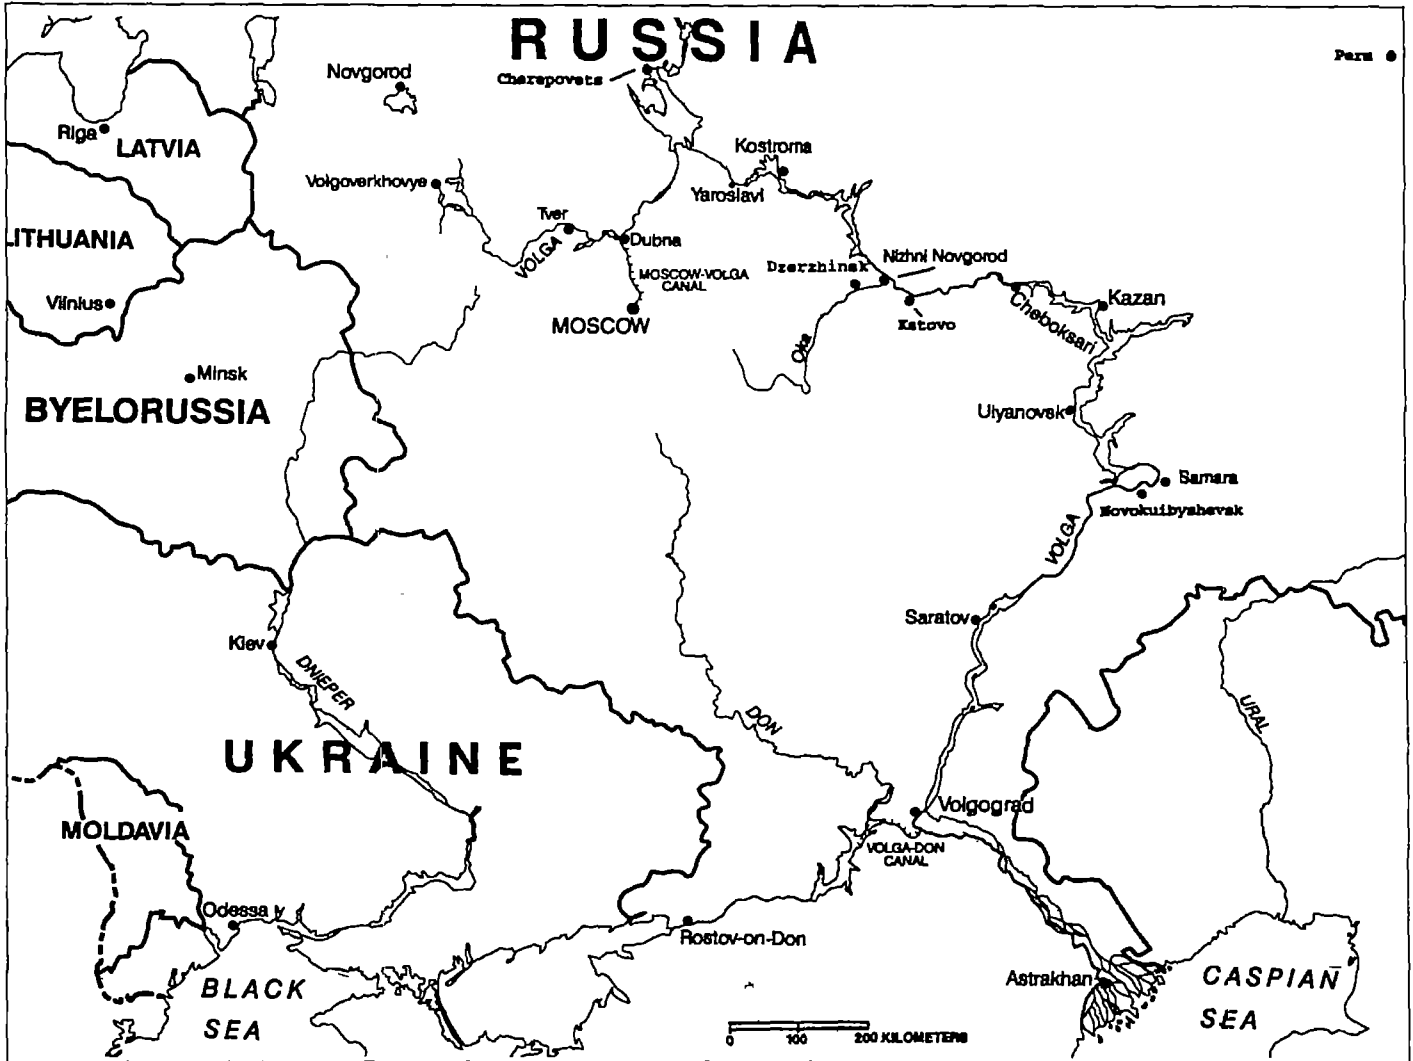 RUSSIA
Perm
Cherepovets
Novgorod
Riga
LATVIA
Kostroma
Volgoverkhovye
Yaroslavl
LITHUANIA
Tver
VOLGA
Dubna
Nizhni Novgorod
Dzerzhinsk
MOSCOW-VOLGA
CANAL
Vilnius
Kazan
Cheboksari
MOSCOW
Kstovo
Oka
Minsk
BYELORUSSIA
Ulyanovsk
Samara
Novokuibyshevsk
VOLGA
Saratov
Kiev
DNIEPER
DON
URAL
UKRAINE
Volgograd
MOLDAVIA
VOLGA-DON
CANAL
Odessa
Rostov-on-Don
Astrakhan
BLACK
SEA
CASPIAN
SEA
0 100 200 KILOMETERS